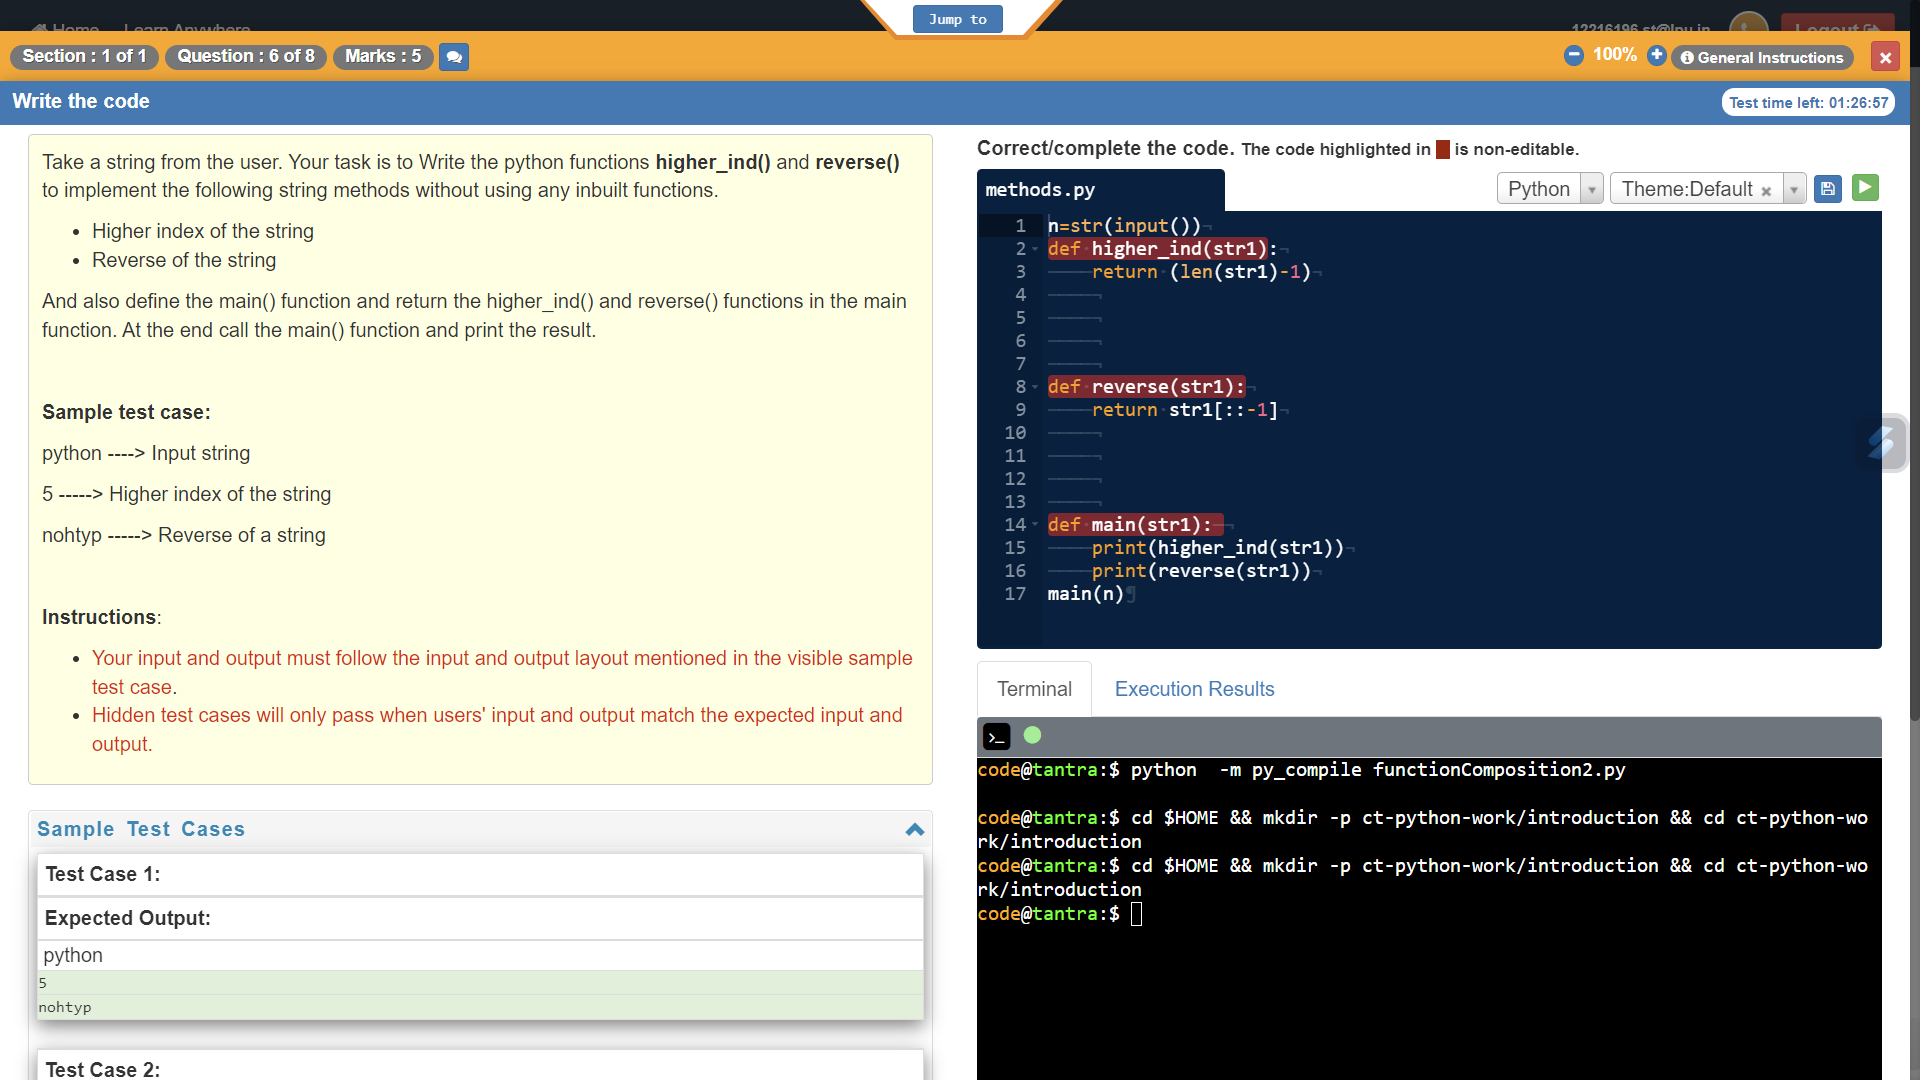 Home Learn Anywhere
Jump to
12216196.st@lpu.in
Logout
Section : 1 of 1
Question : 6 of 8
Marks : 5
100%
General Instructions
Write the code
Test time left: 01:26:57
Take a string from the user. Your task is to Write the python functions higher_ind() and reverse()
to implement the following string methods without using any inbuilt functions.
Higher index of the string
Reverse of the string
And also define the main() function and return the higher_ind() and reverse() functions in the main
function. At the end call the main() function and print the result.
Sample test case:
python ----> Input string
5 -----> Higher index of the string
nohtyp -----> Reverse of a string
Instructions:
Your input and output must follow the input and output layout mentioned in the visible sample
test case.
Hidden test cases will only pass when users' input and output match the expected input and
output.
Sample Test Cases
Test Case 1:
Expected Output:
python
5
nohtyp
Test Case 2:
Correct/complete the code. The code highlighted in is non-editable.
methods.py
Python
Theme:Default ×
1 n=str(input())
2 def higher_ind(str1):
3 return (len(str1)-1)
4
5
6
7
8 def reverse(str1):
9 return str1[::-1]
10
11
12
13
14 def main(str1):
15 print(higher_ind(str1))
16 print(reverse(str1))
17 main(n)
Terminal
Execution Results
code@tantra:$ python -m py_compile functionComposition2.py
code@tantra:$ cd $HOME && mkdir -p ct-python-work/introduction && cd ct-python-wo
rk/introduction
code@tantra:$ cd $HOME && mkdir -p ct-python-work/introduction && cd ct-python-wo
rk/introduction
code@tantra:$